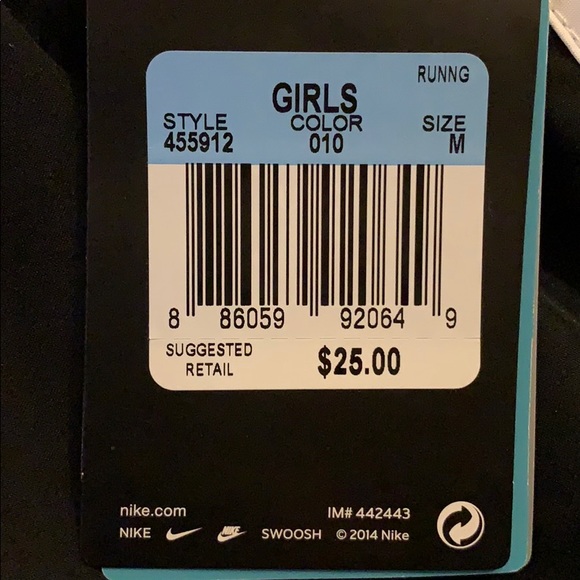 RUNNG
GIRLS
STYLE COLOR SIZE
455912 010 M
8 86059 92064 9
SUGGESTED
RETAIL $25.00
nike.com IM# 442443
NIKE NIKE SWOOSH © 2014 Nike